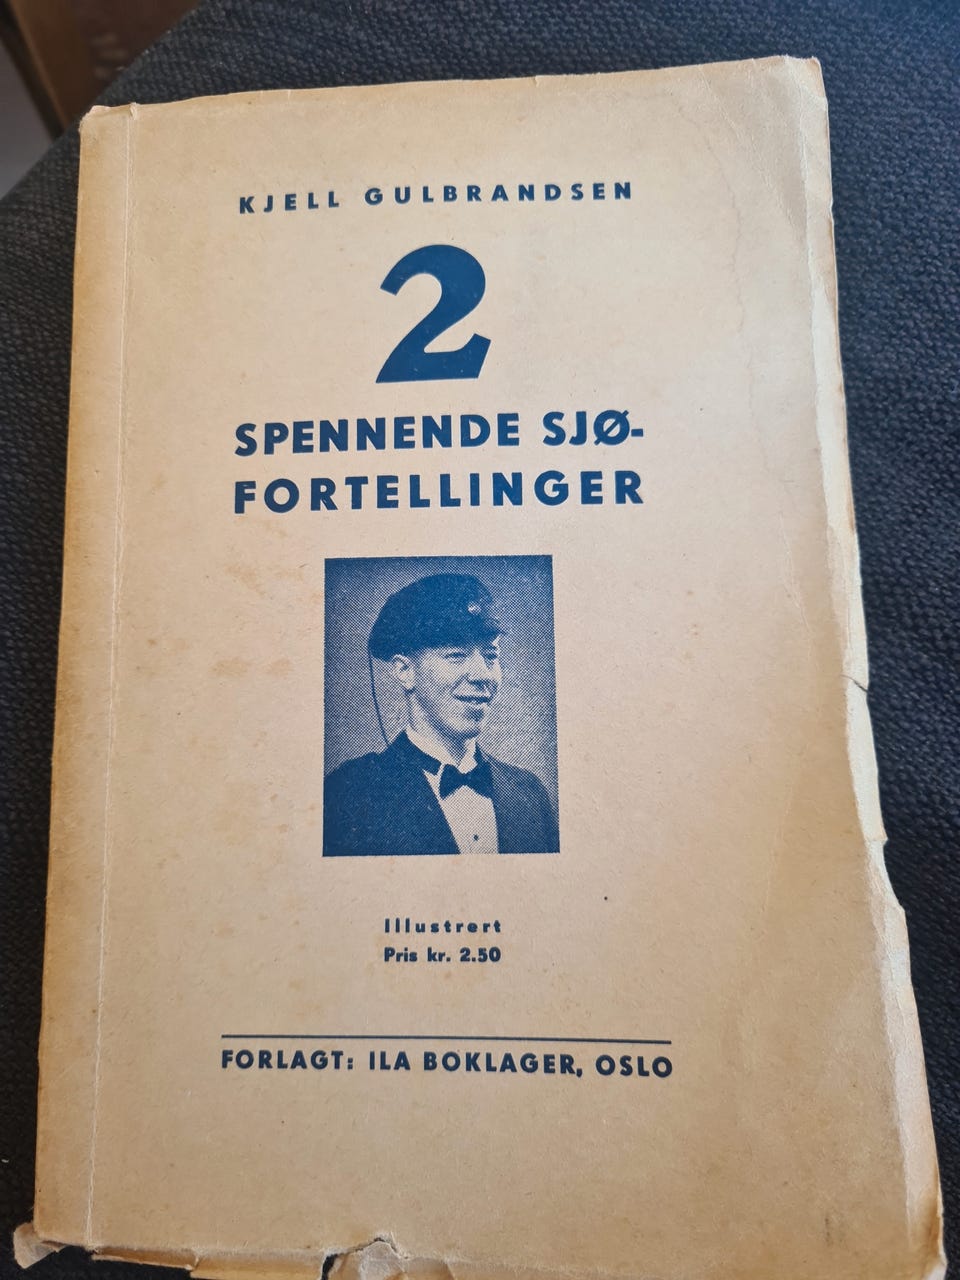 KJELL GULBRANDSEN
2
SPENNENDE SJØ-
FORTELLINGER
Illustrert
Pris kr. 2.50
FORLAGT: ILA BOKLAGER, OSLO